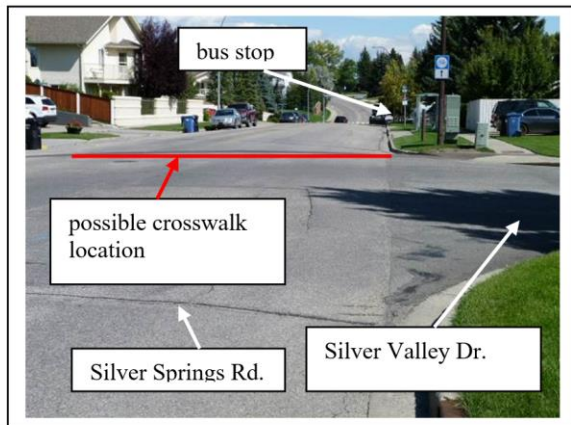 bus stop
possible crosswalk
location
Silver Springs Rd.
Silver Valley Dr.